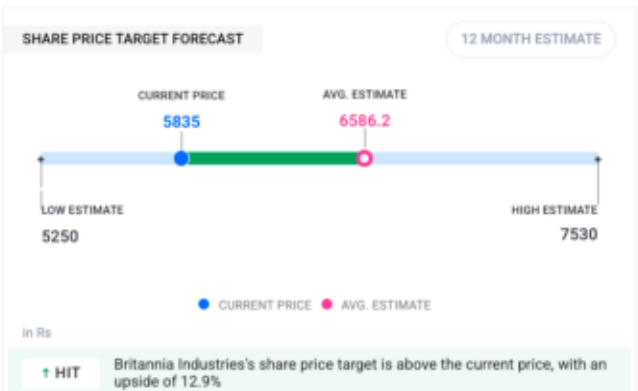 SHARE PRICE TARGET FORECAST
12 MONTH ESTIMATE
CURRENT PRICE
AVG. ESTIMATE
5835
6586.2
LOW ESTIMATE
HIGH ESTIMATE
5250
7530
CURRENT PRICE
AVG. ESTIMATE
in Rs
↑ HIT
Britannia Industries's share price target is above the current price, with an
upside of 12.9%